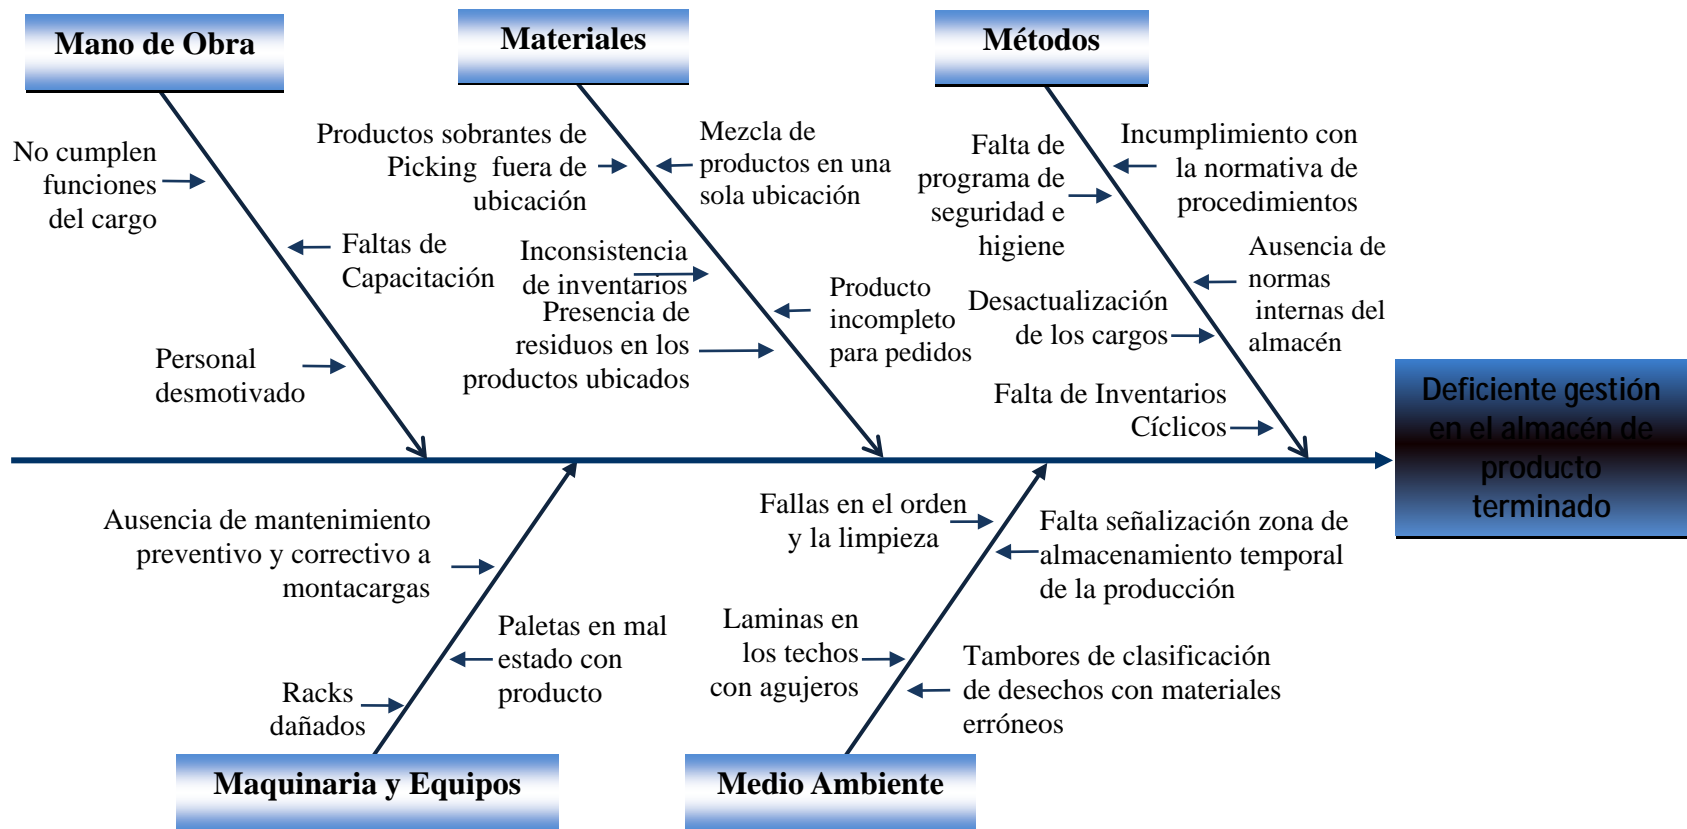 Mano de Obra
Materiales
Métodos
No cumplen
funciones
del cargo
Faltas de
Capacitación
Personal
desmotivado
Productos sobrantes de
Picking fuera de
ubicación
Mezcla de
productos en una
sola ubicación
Inconsistencia
de inventarios
Presencia de
residuos en los
productos ubicados
Producto
incompleto
para pedidos
Falta de
programa de
seguridad e
higiene
Incumplimiento con
la normativa de
procedimientos
Ausencia de
normas
internas del
almacén
Desactualización
de los cargos
Falta de Inventarios
Cíclicos
Deficiente gestión
en el almacén de
producto
terminado
Ausencia de mantenimiento
preventivo y correctivo a
montacargas
Paletas en mal
estado con
producto
Racks
dañados
Fallas en el orden
y la limpieza
Falta señalización zona de
almacenamiento temporal
de la producción
Laminas en
los techos
con agujeros
Tambores de clasificación
de desechos con materiales
erróneos
Maquinaria y Equipos
Medio Ambiente